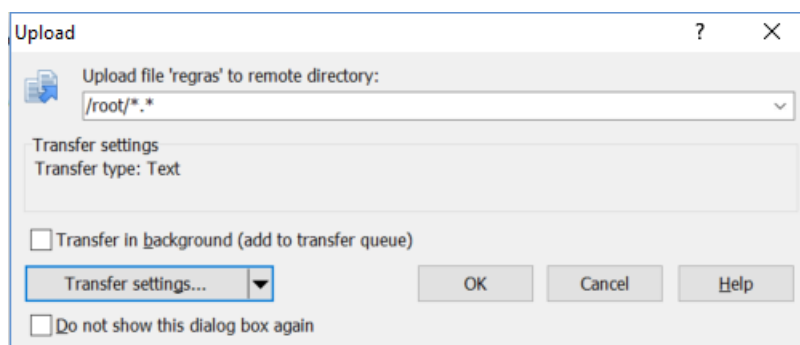 Upload
?
X
Upload file 'regras' to remote directory:
/root/*.*
Transfer settings
Transfer type: Text
Transfer in background (add to transfer queue)
Transfer settings...
OK
Cancel
Help
Do not show this dialog box again